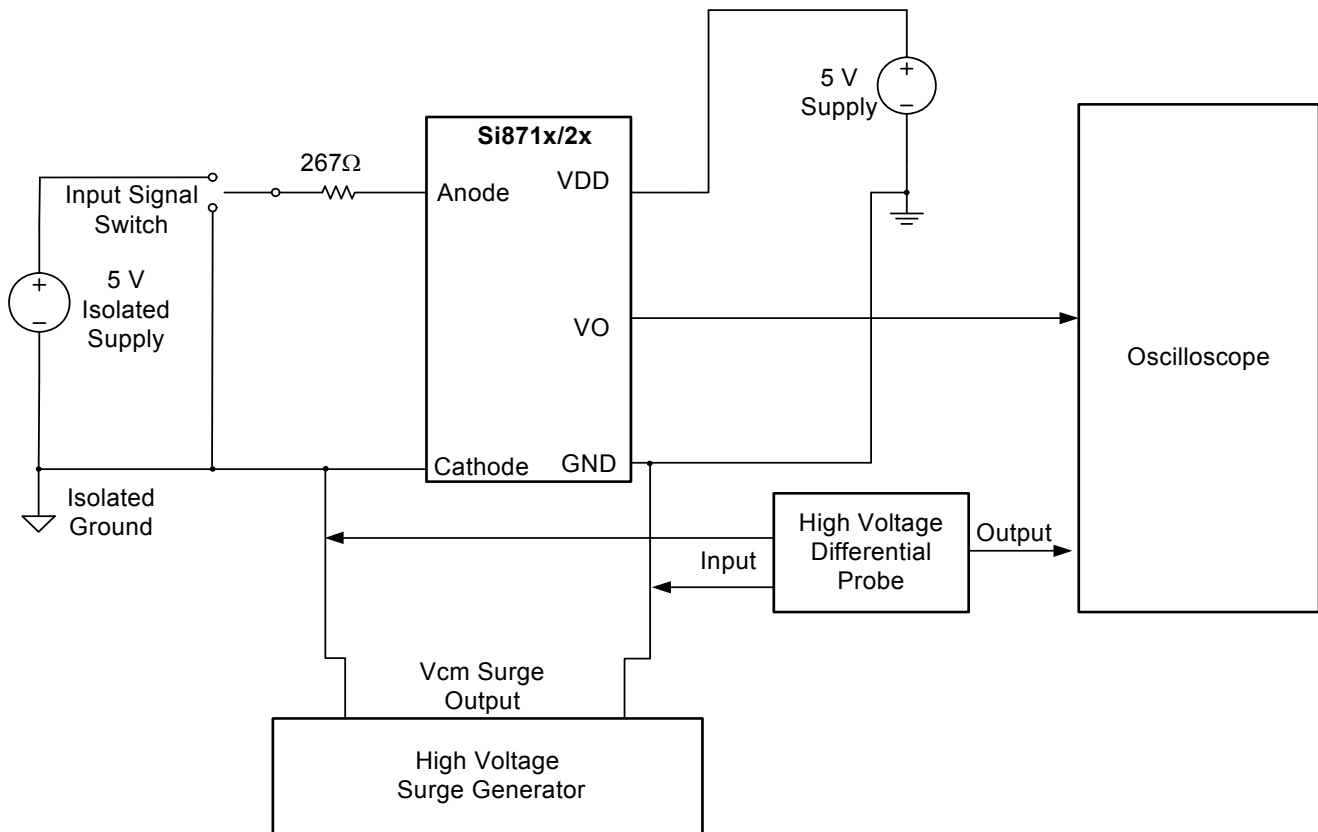 5 V
Supply
Si871x/2x
267Ω
Input Signal
Switch
Anode
VDD
5 V
Isolated
Supply
VO
Oscilloscope
Cathode
GND
Isolated
Ground
High Voltage
Differential
Probe
Input
Output
Vcm Surge
Output
High Voltage
Surge Generator